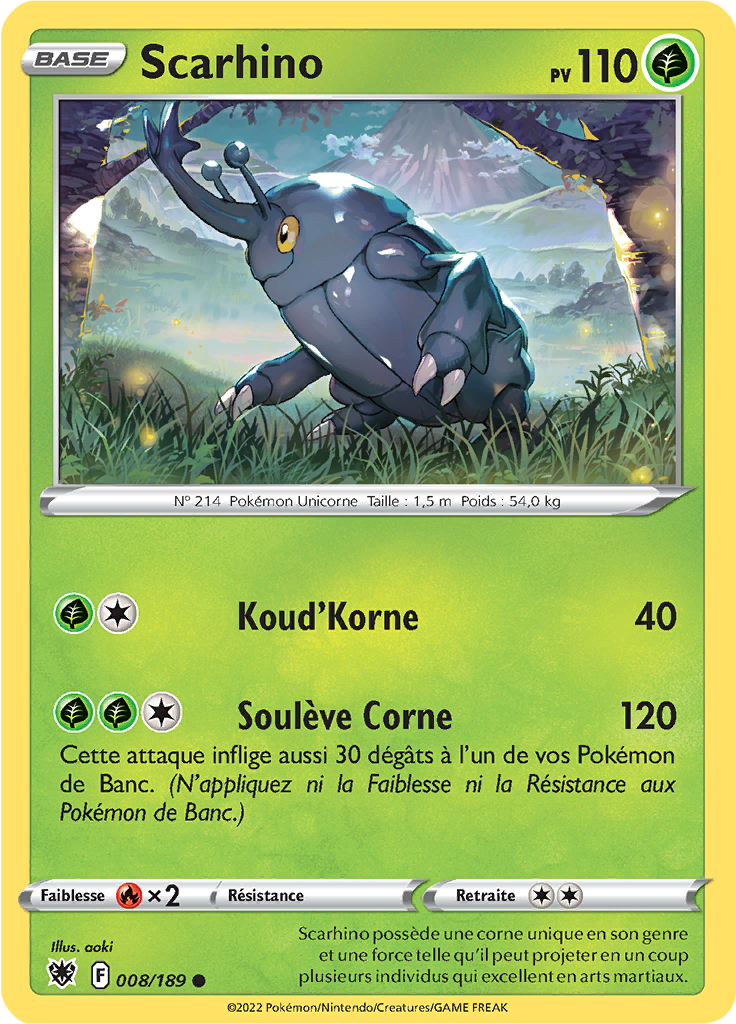 BASE
Scarhino
PV 110
N° 214 Pokémon Unicorne Taille : 1,5 m Poids : 54,0 kg
Koud'Korne 40
Soulève Corne 120
Cette attaque inflige aussi 30 dégâts à l'un de vos Pokémon
de Banc. (N'appliquez ni la Faiblesse ni la Résistance aux
Pokémon de Banc.)
Faiblesse ×2 Résistance Retraite
Illus. aoki
F 008/189
Scarhino possède une corne unique en son genre
et une force telle qu'il peut projeter en un coup
plusieurs individus qui excellent en arts martiaux.
©2022 Pokémon/Nintendo/Creatures/GAME FREAK